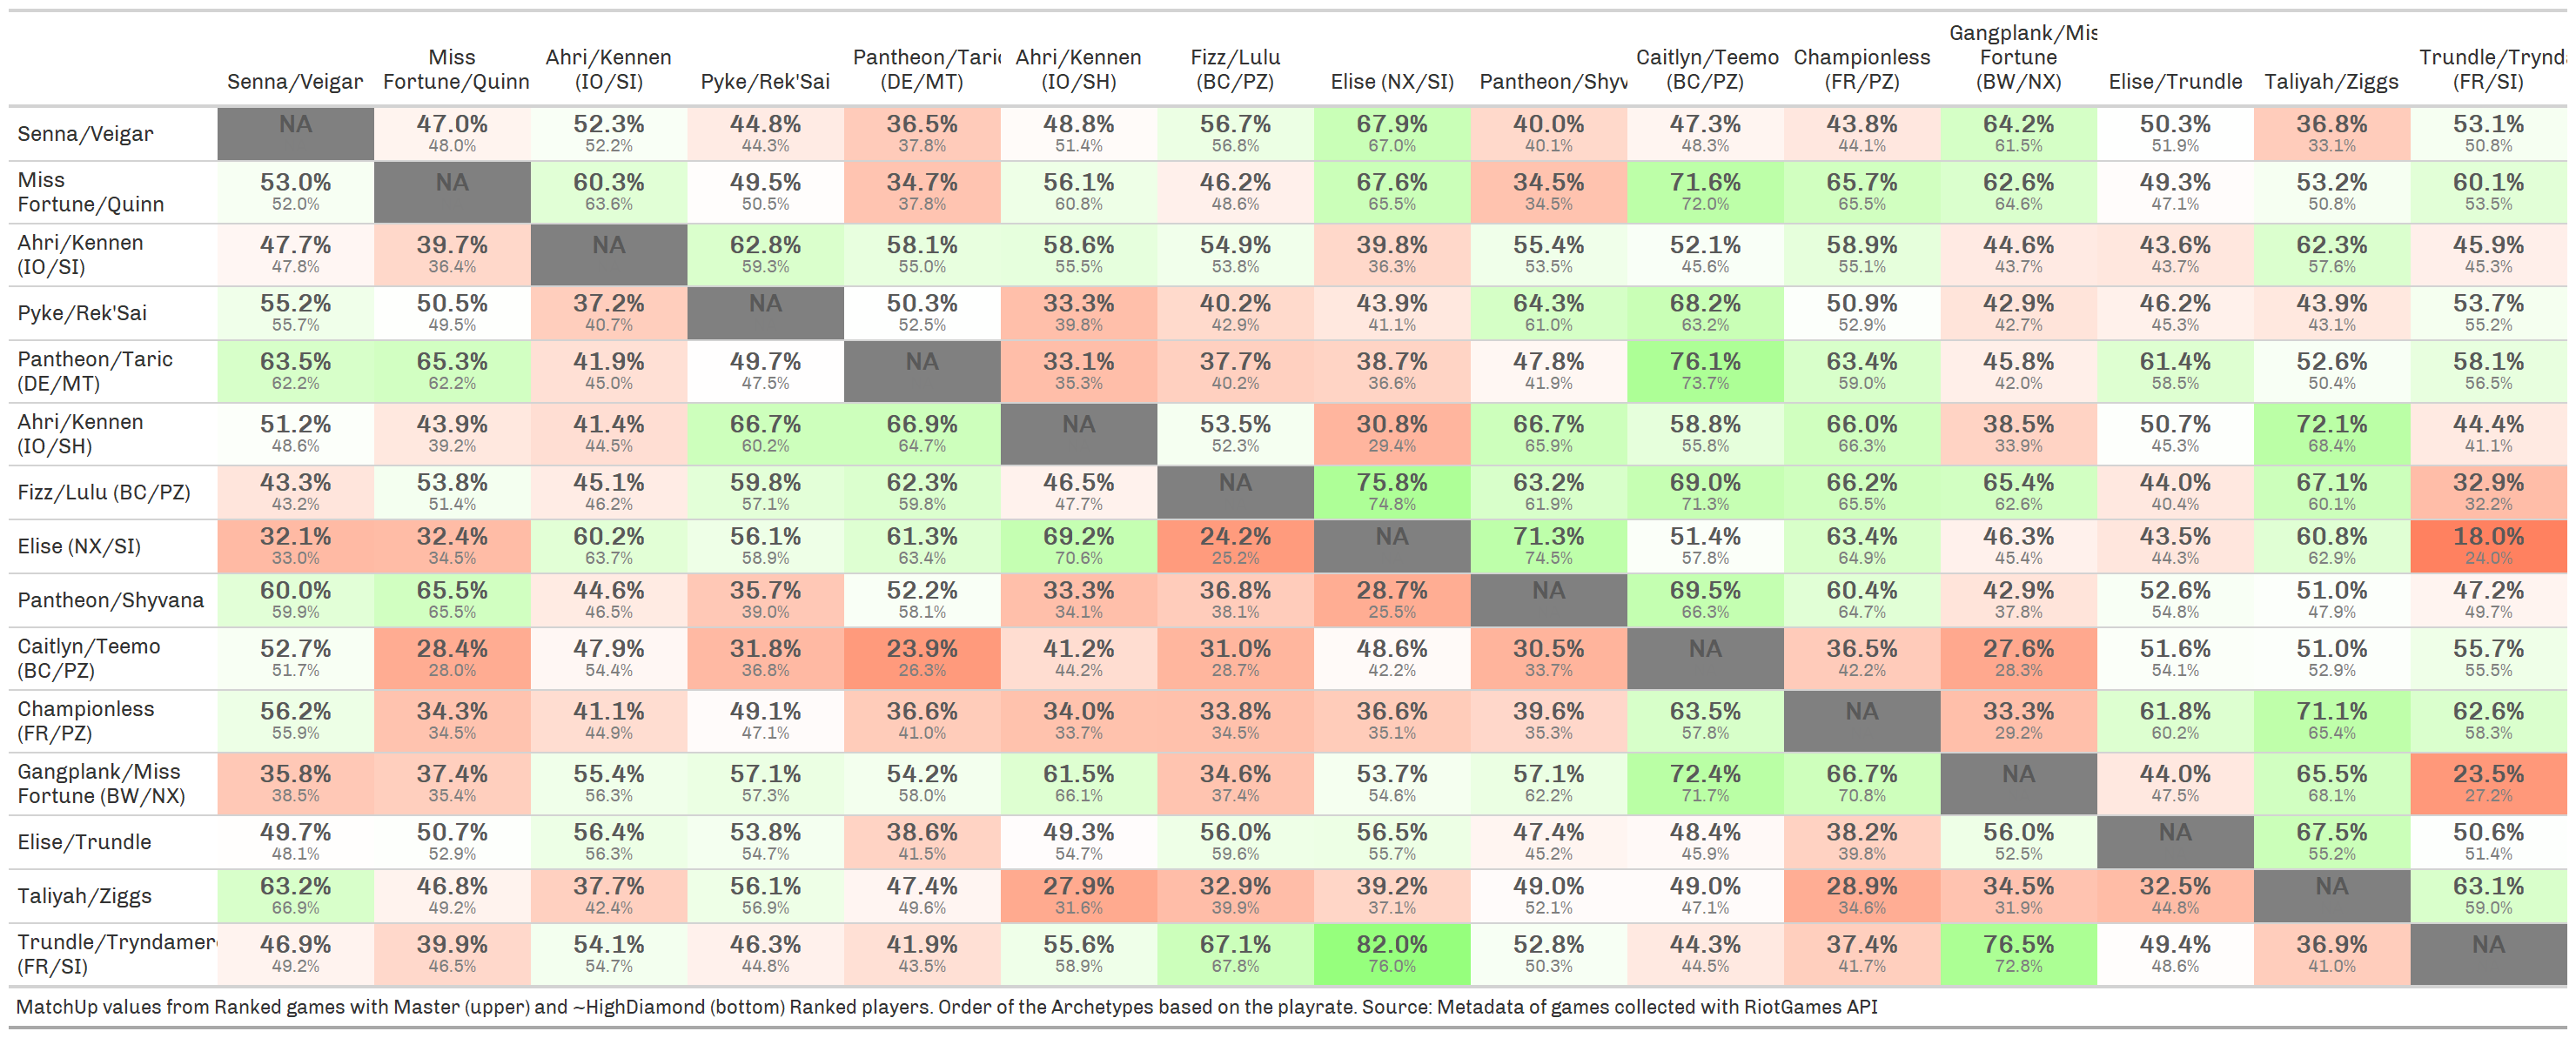 Senna/Veigar Miss Fortune/Quinn Ahri/Kennen (IO/SI) Pyke/Rek'Sai Pantheon/Taric (DE/MT) Ahri/Kennen (IO/SH) Fizz/Lulu (BC/PZ) Elise (NX/SI) Pantheon/Shyv Caitlyn/Teemo (BC/PZ) Championless (FR/PZ) Gangplank/Mis Fortune (BW/NX) Elise/Trundle Taliyah/Ziggs Trundle/Trynd (FR/SI)
Senna/Veigar NA 47.0% 52.3% 44.8% 36.5% 48.8% 56.7% 67.9% 40.0% 47.3% 43.8% 64.2% 50.3% 36.8% 53.1%
48.0% 52.2% 44.3% 37.8% 51.4% 56.8% 67.0% 40.1% 48.3% 44.1% 61.5% 51.9% 33.1% 50.8%
Miss Fortune/Quinn 53.0% NA 60.3% 49.5% 34.7% 56.1% 46.2% 67.6% 34.5% 71.6% 65.7% 62.6% 49.3% 53.2% 60.1%
52.0% 63.6% 50.5% 37.8% 60.8% 48.6% 65.5% 34.5% 72.0% 65.5% 64.6% 47.1% 50.8% 53.5%
Ahri/Kennen (IO/SI) 47.7% 39.7% NA 62.8% 58.1% 58.6% 54.9% 39.8% 55.4% 52.1% 58.9% 44.6% 43.6% 62.3% 45.9%
47.8% 36.4% 59.3% 55.0% 55.5% 53.8% 36.3% 53.5% 45.6% 55.1% 43.7% 43.7% 57.6% 45.3%
Pyke/Rek'Sai 55.2% 50.5% 37.2% NA 50.3% 33.3% 40.2% 43.9% 64.3% 68.2% 50.9% 42.9% 46.2% 43.9% 53.7%
55.7% 49.5% 40.7% 52.5% 39.8% 42.9% 41.1% 61.0% 63.2% 52.9% 42.7% 45.3% 43.1% 55.2%
Pantheon/Taric (DE/MT) 63.5% 65.3% 41.9% 49.7% NA 33.1% 37.7% 38.7% 47.8% 76.1% 63.4% 45.8% 61.4% 52.6% 58.1%
62.2% 62.2% 45.0% 47.5% 35.3% 40.2% 36.6% 41.9% 73.7% 59.0% 42.0% 58.5% 50.4% 56.5%
Ahri/Kennen (IO/SH) 51.2% 43.9% 41.4% 66.7% 66.9% NA 53.5% 30.8% 66.7% 58.8% 66.0% 38.5% 50.7% 72.1% 44.4%
48.6% 39.2% 44.5% 60.2% 64.7% 52.3% 29.4% 65.9% 55.8% 66.3% 33.9% 45.3% 68.4% 41.1%
Fizz/Lulu (BC/PZ) 43.3% 53.8% 45.1% 59.8% 62.3% 46.5% NA 75.8% 63.2% 69.0% 66.2% 65.4% 44.0% 67.1% 32.9%
43.2% 51.4% 46.2% 57.1% 59.8% 47.7% 74.8% 61.9% 71.3% 65.5% 62.6% 40.4% 60.1% 32.2%
Elise (NX/SI) 32.1% 32.4% 60.2% 56.1% 61.3% 69.2% 24.2% NA 71.3% 51.4% 63.4% 46.3% 43.5% 60.8% 18.0%
33.0% 34.5% 63.7% 58.9% 63.4% 70.6% 25.2% 74.5% 57.8% 64.9% 45.4% 44.3% 62.9% 24.0%
Pantheon/Shyvana 60.0% 65.5% 44.6% 35.7% 52.2% 33.3% 36.8% 28.7% NA 69.5% 60.4% 42.9% 52.6% 51.0% 47.2%
59.9% 65.5% 46.5% 39.0% 58.1% 34.1% 38.1% 25.5% 66.3% 64.7% 37.8% 54.8% 47.9% 49.7%
Caitlyn/Teemo (BC/PZ) 52.7% 28.4% 47.9% 31.8% 23.9% 41.2% 31.0% 48.6% 30.5% NA 36.5% 27.6% 51.6% 51.0% 55.7%
51.7% 28.0% 54.4% 36.8% 26.3% 44.2% 28.7% 42.2% 33.7% 42.2% 28.3% 54.1% 52.9% 55.5%
Championless (FR/PZ) 56.2% 34.3% 41.1% 49.1% 36.6% 34.0% 33.8% 36.6% 39.6% 63.5% NA 33.3% 61.8% 71.1% 62.6%
55.9% 34.5% 44.9% 47.1% 41.0% 33.7% 34.5% 35.1% 35.3% 57.8% 29.2% 60.2% 65.4% 58.3%
Gangplank/Miss Fortune (BW/NX) 35.8% 37.4% 55.4% 57.1% 54.2% 61.5% 34.6% 53.7% 57.1% 72.4% 66.7% NA 44.0% 65.5% 23.5%
38.5% 35.4% 56.3% 57.3% 58.0% 66.1% 37.4% 54.6% 62.2% 71.7% 70.8% 47.5% 68.1% 27.2%
Elise/Trundle 49.7% 50.7% 56.4% 53.8% 38.6% 49.3% 56.0% 56.5% 47.4% 48.4% 38.2% 56.0% NA 67.5% 50.6%
48.1% 52.9% 56.3% 54.7% 41.5% 54.7% 59.6% 55.7% 45.2% 45.9% 39.8% 52.5% 55.2% 51.4%
Taliyah/Ziggs 63.2% 46.8% 37.7% 56.1% 47.4% 27.9% 32.9% 39.2% 49.0% 49.0% 28.9% 34.5% 32.5% NA 63.1%
66.9% 49.2% 42.4% 56.9% 49.6% 31.6% 39.9% 37.1% 52.1% 47.1% 34.6% 31.9% 44.8% 59.0%
Trundle/Tryndamer (FR/SI) 46.9% 39.9% 54.1% 46.3% 41.9% 55.6% 67.1% 82.0% 52.8% 44.3% 37.4% 76.5% 49.4% 36.9% NA
49.2% 46.5% 54.7% 44.8% 43.5% 58.9% 67.8% 76.0% 50.3% 44.5% 41.7% 72.8% 48.6% 41.0%
MatchUp values from Ranked games with Master (upper) and ~HighDiamond (bottom) Ranked players. Order of the Archetypes based on the playrate. Source: Metadata of games collected with RiotGames API